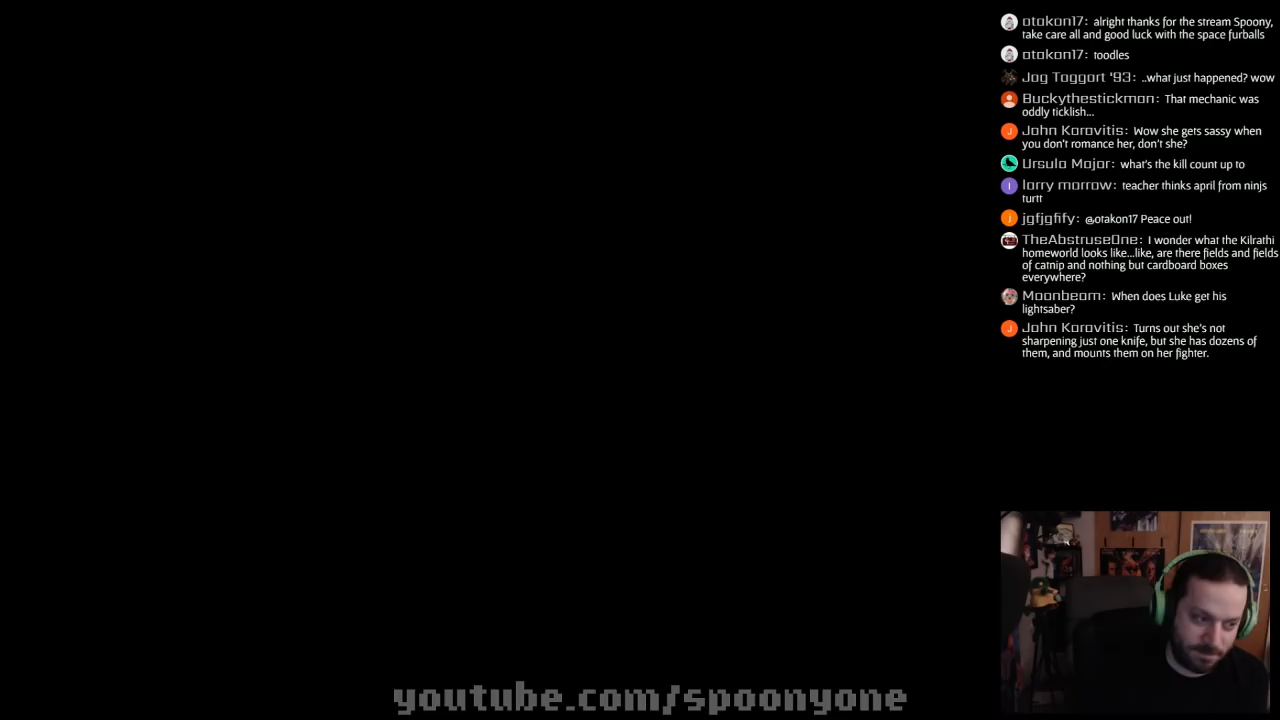 otakon17: alright thanks for the stream Spoony,
take care all and good luck with the space furballs
otakon17: toodles
Jag Taggart '93: ..what just happened? wow
Buckythestickman: That mechanic was
oddly ticklish...
John Karavitis: Wow she gets sassy when
you don't romance her, don't she?
Ursula Major: what's the kill count up to
larry marrow: teacher thinks april from ninjs
turtt
jgfjgfify: @otakon17 Peace out!
TheAbstruseOne: I wonder what the Kilrathi
homeworld looks like...like, are there fields and fields
of catnip and nothing but cardboard boxes
everywhere?
Moonbeam: When does Luke get his
lightsaber?
John Karavitis: Turns out she's not
sharpening just one knife, but she has dozens of
them, and mounts them on her fighter.
youtube.com/spoonyone